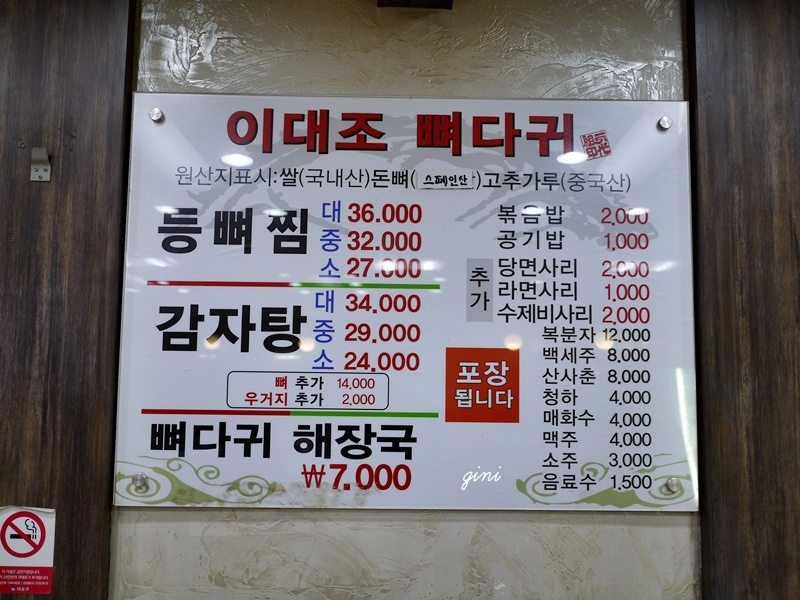 이대조 뼈다귀
원산지표시:쌀(국내산)돈뼈(스페인산)고추가루(중국산)
등뼈찜
대 36.000
중 32.000
소 27.000
감자탕
대 34.000
중 29.000
소 24.000
뼈 추가 14,000
우거지 추가 2,000
뼈다귀 해장국
₩7.000
볶음밥 2,000
공기밥 1,000
추가
당면사리 2,000
라면사리 1,000
수제비사리 2,000
복분자 12,000
백세주 8,000
산사춘 8,000
청하 4,000
매화수 4,000
맥주 4,000
소주 3,000
음료수 1,500
포장
됩니다
gini